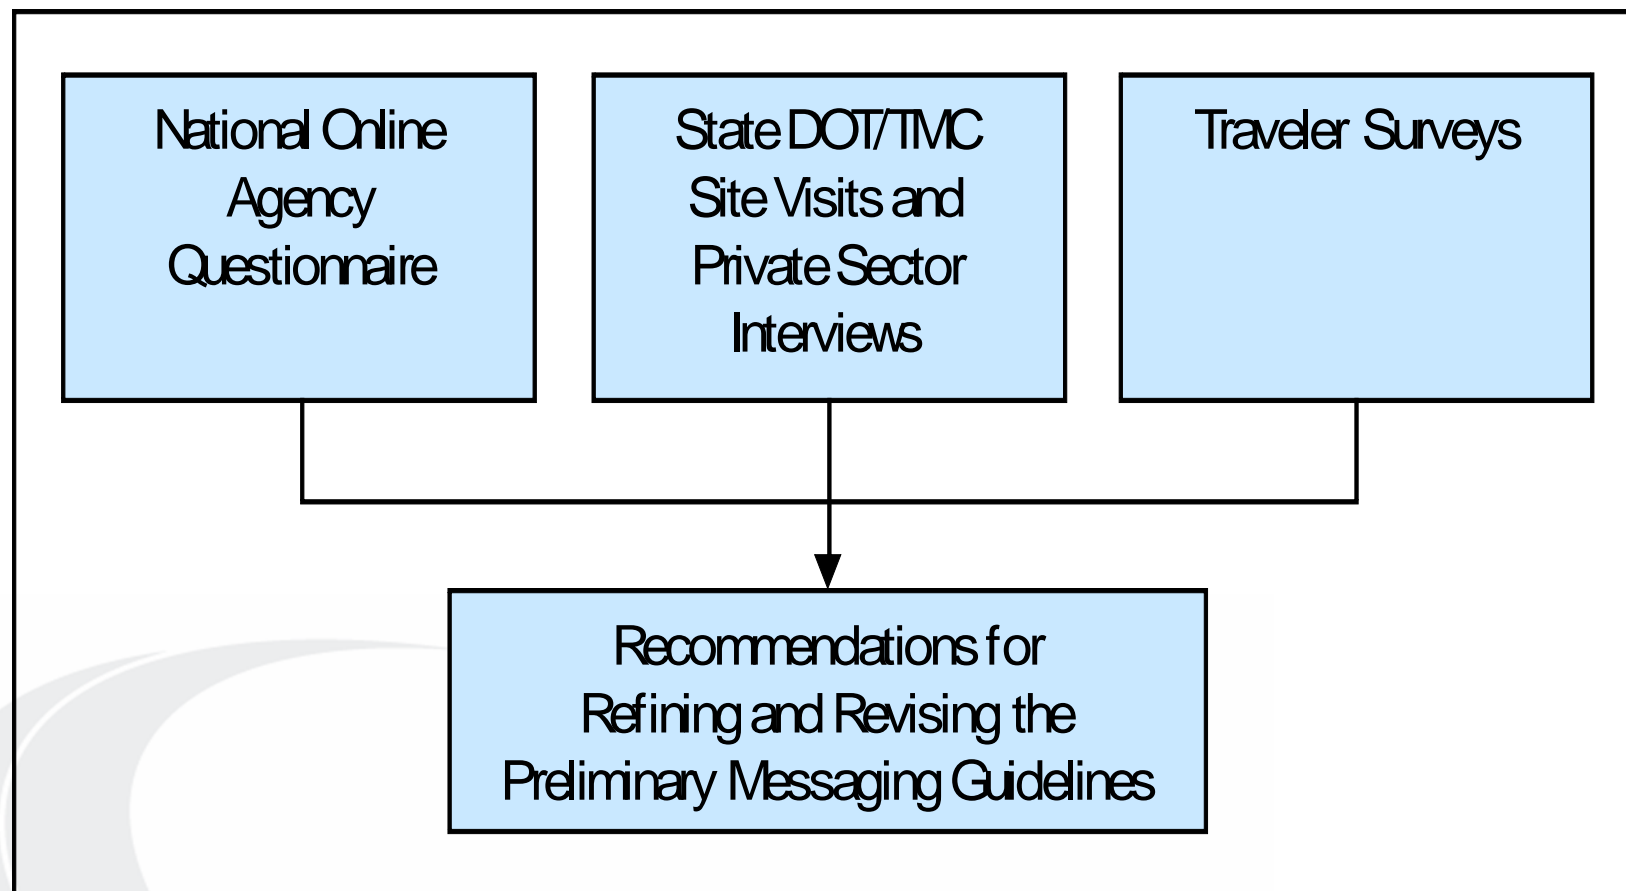 National Online
Agency
Questionnaire
State DOT/TMC
Site Visits and
Private Sector
Interviews
Traveler Surveys
Recommendations for
Refining and Revising the
Preliminary Messaging Guidelines